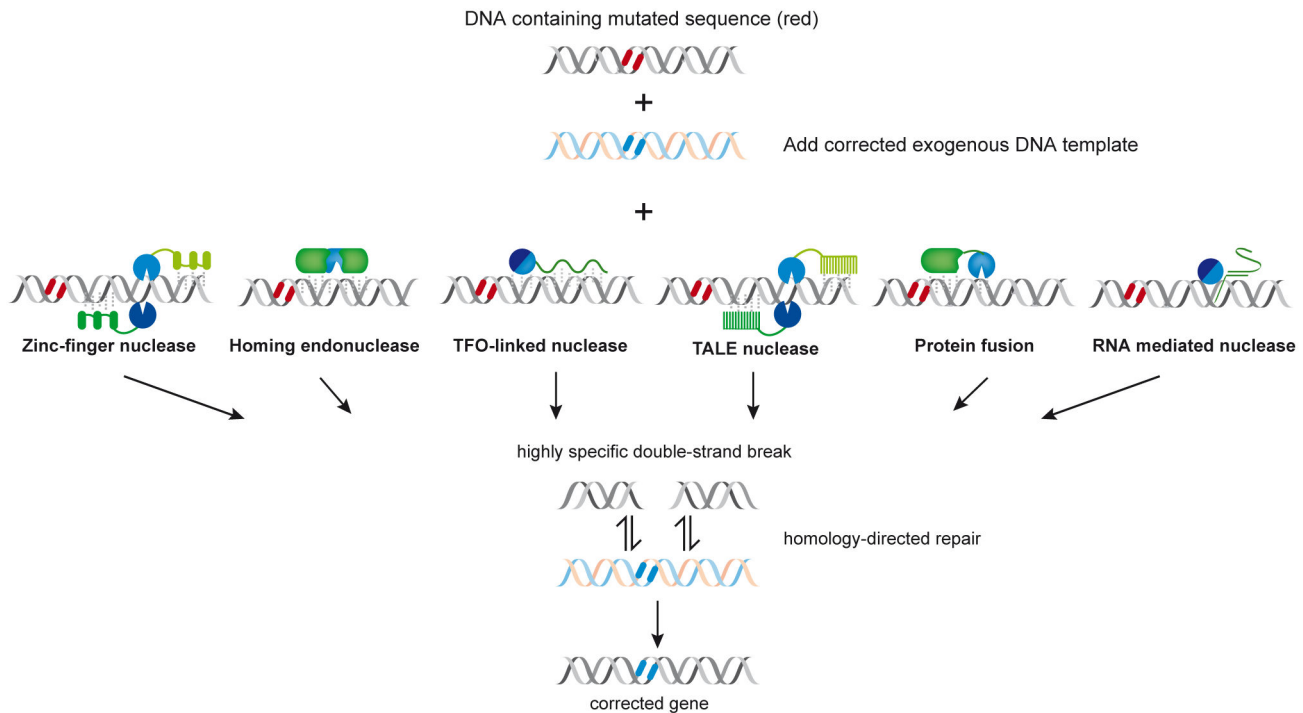 DNA containing mutated sequence (red)
+
Add corrected exogenous DNA template
+
Zinc-finger nuclease
Homing endonuclease
TFO-linked nuclease
TALE nuclease
Protein fusion
RNA mediated nuclease
highly specific double-strand break
homology-directed repair
corrected gene